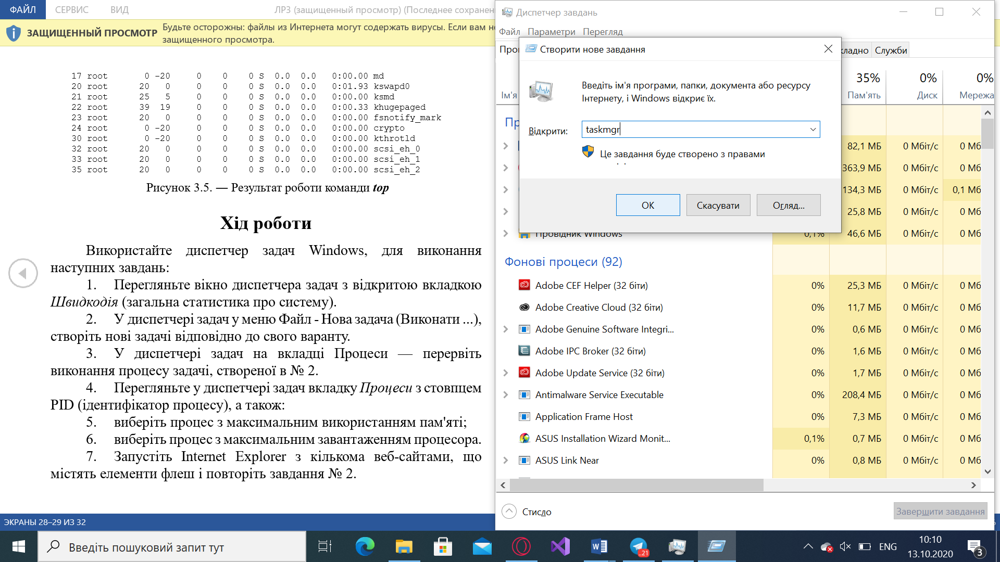 ФАЙЛ СЕРВИС ВИД ЛР3 (защищенный просмотр) (Последнее сохранен
ЗАЩИЩЕННЫЙ ПРОСМОТР Будьте осторожны: файлы из Интернета могут содержать вирусы. Если вам н
защищенного просмотра.
17 root 0 -20 0 0 0 S 0.0 0.0 0:00.00 md
20 root 20 0 0 0 0 S 0.0 0.0 0:01.93 kswapd0
21 root 25 5 0 0 0 S 0.0 0.0 0:00.00 ksmd
22 root 39 19 0 0 0 S 0.0 0.0 0:00.33 khugepaged
23 root 20 0 0 0 0 S 0.0 0.0 0:00.00 fsnotify_mark
24 root 0 -20 0 0 0 S 0.0 0.0 0:00.00 crypto
30 root 0 -20 0 0 0 S 0.0 0.0 0:00.00 kthrotld
32 root 20 0 0 0 0 S 0.0 0.0 0:00.00 scsi_eh_0
33 root 20 0 0 0 0 S 0.0 0.0 0:00.00 scsi_eh_1
35 root 20 0 0 0 0 S 0.0 0.0 0:00.00 scsi_eh_2
Рисунок 3.5. — Результат роботи команди top
Хід роботи
Використайте диспетчер задач Windows, для виконання
наступних завдань:
1. Перегляньте вікно диспетчера задач з відкритою вкладкою
Швидкодія (загальна статистика про систему).
2. У диспетчері задач у меню Файл - Нова задача (Виконати ...),
створіть нові задачі відповідно до свого варанту.
3. У диспетчері задач на вкладці Процеси — перервіть
виконання процесу задачі, створеної в № 2.
4. Перегляньте у диспетчері задач вкладку Процеси з стовпцем
PID (ідентифікатор процесу), а також:
5. виберіть процес з максимальним використанням пам'яті;
6. виберіть процес з максимальним завантаженням процесора.
7. Запустіть Internet Explorer з кількома веб-сайтами, що
містять елементи флеш і повторіть завдання № 2.
ЭКРАНЫ 28–29 ИЗ 32
Диспетчер завдань
Файл Параметри Перегляд
Про кладно Служби
Створити нове завдання
Введіть ім'я програми, папки, документа або ресурсу
Інтернету, і Windows відкриє їх.
Відкрити: taskmgr
Це завдання буде створено з правами
OK Скасувати Огляд...
35% 0% 0%
Ім'я Пам'ять Диск Мережа
Пр
82,1 МБ 0 Мбіт/с 0 Мб
363,9 МБ 0 Мбіт/с 0 Мб
134,3 МБ 0 Мбіт/с 0,1 Мб
25,8 МБ 0 Мбіт/с 0 Мб
Провідник Windows 0,1% 46,6 МБ 0 Мбіт/с 0 Мб
Фонові процеси (92)
Adobe CEF Helper (32 біти) 0% 25,3 МБ 0 Мбіт/с 0 Мб
Adobe Creative Cloud (32 біти) 0% 11,7 МБ 0 Мбіт/с 0 Мб
Adobe Genuine Software Integri... 0% 0,6 МБ 0 Мбіт/с 0 Мб
Adobe IPC Broker (32 біти) 0% 1,6 МБ 0 Мбіт/с 0 Мб
Adobe Update Service (32 біти) 0% 1,7 МБ 0 Мбіт/с 0 Мб
Antimalware Service Executable 0% 208,4 МБ 0 Мбіт/с 0 Мб
Application Frame Host 0% 7,3 МБ 0 Мбіт/с 0 Мб
ASUS Installation Wizard Monit... 0,1% 0,7 МБ 0 Мбіт/с 0 Мб
ASUS Link Near 0% 0,8 МБ 0 Мбіт/с 0 Мб
Стисло Завершити завдання
Введіть пошуковий запит тут ..21 ENG 10:10
13.10.2020 3